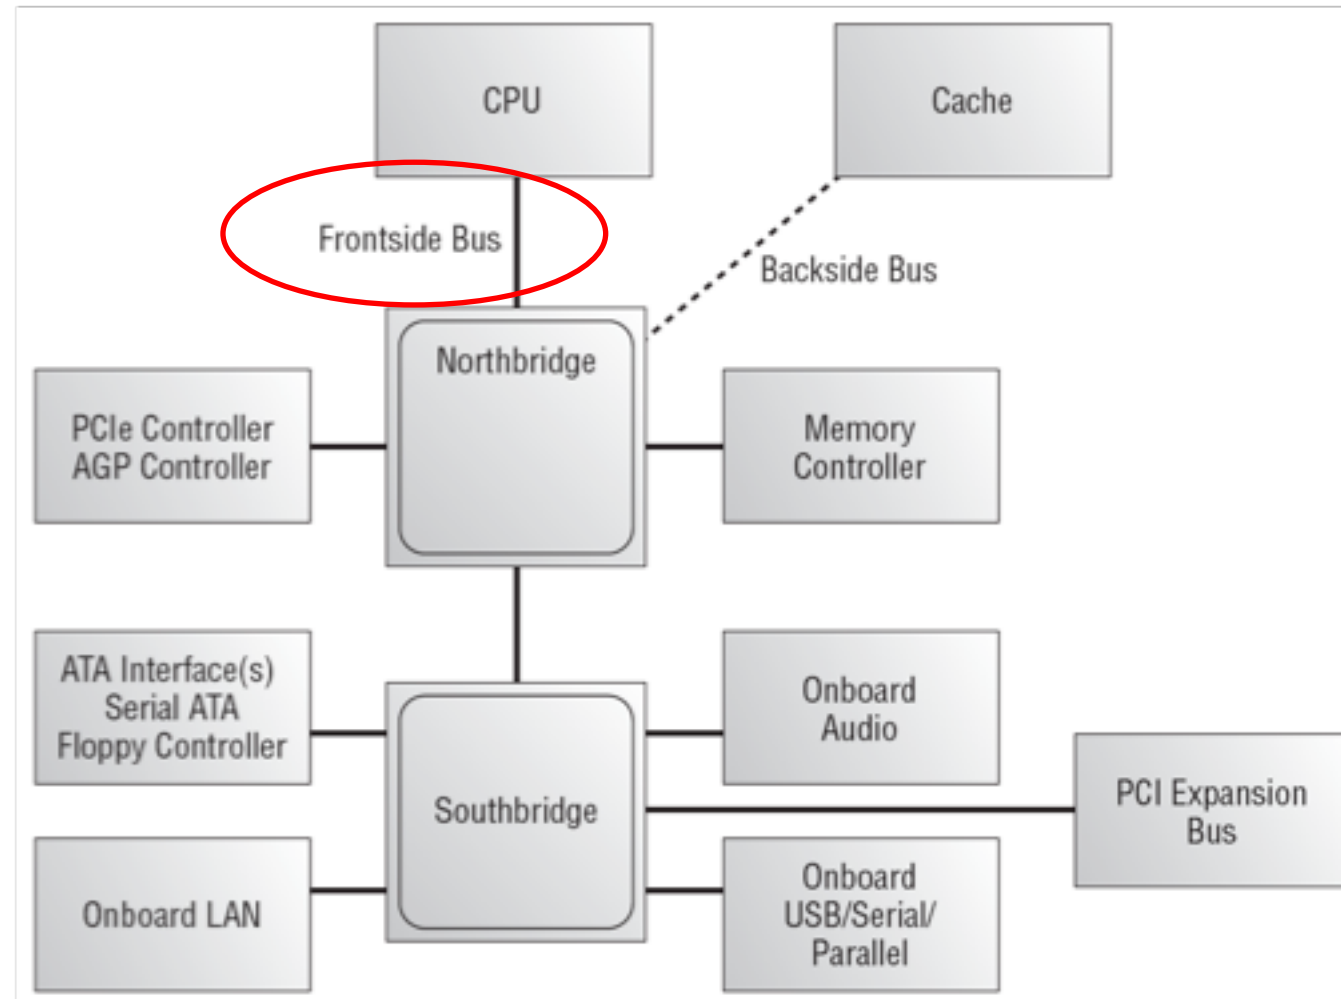 CPU
Cache
Frontside Bus
Backside Bus
Northbridge
PCIe Controller
AGP Controller
Memory
Controller
ATA Interface(s)
Serial ATA
Floppy Controller
Onboard
Audio
Southbridge
PCI Expansion
Bus
Onboard LAN
Onboard
USB/Serial/
Parallel